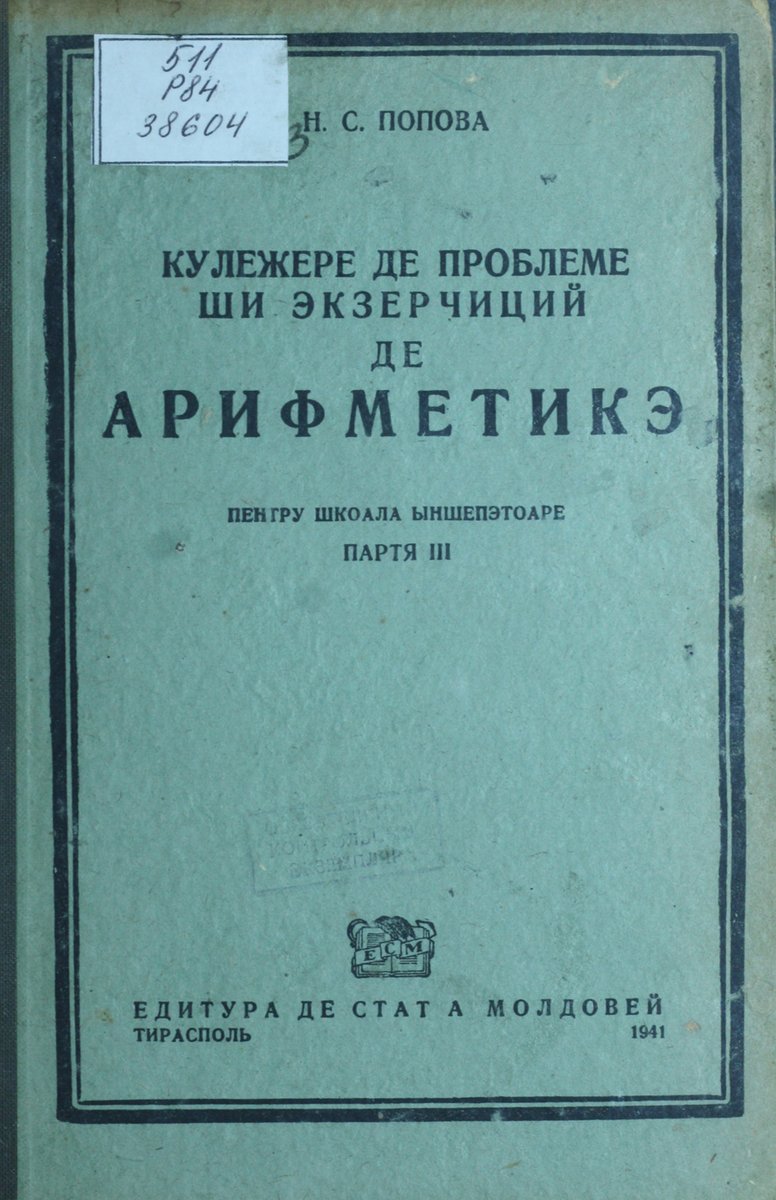 511
Р84
38604
Н. С. ПОПОВА
КУЛЕЖЕРЕ ДЕ ПРОБЛЕМЕ
ШИ ЭКЗЕРЧИЦИЙ
ДЕ
АРИФМЕТИКЭ
ПЕНТРУ ШКОАЛА ЫНШЕПЭТОАРЕ
ПАРТЯ III
ЕСМ
ЕДИТУРА ДЕ СТАТ А МОЛДОВЕЙ
ТИРАСПОЛЬ 1941